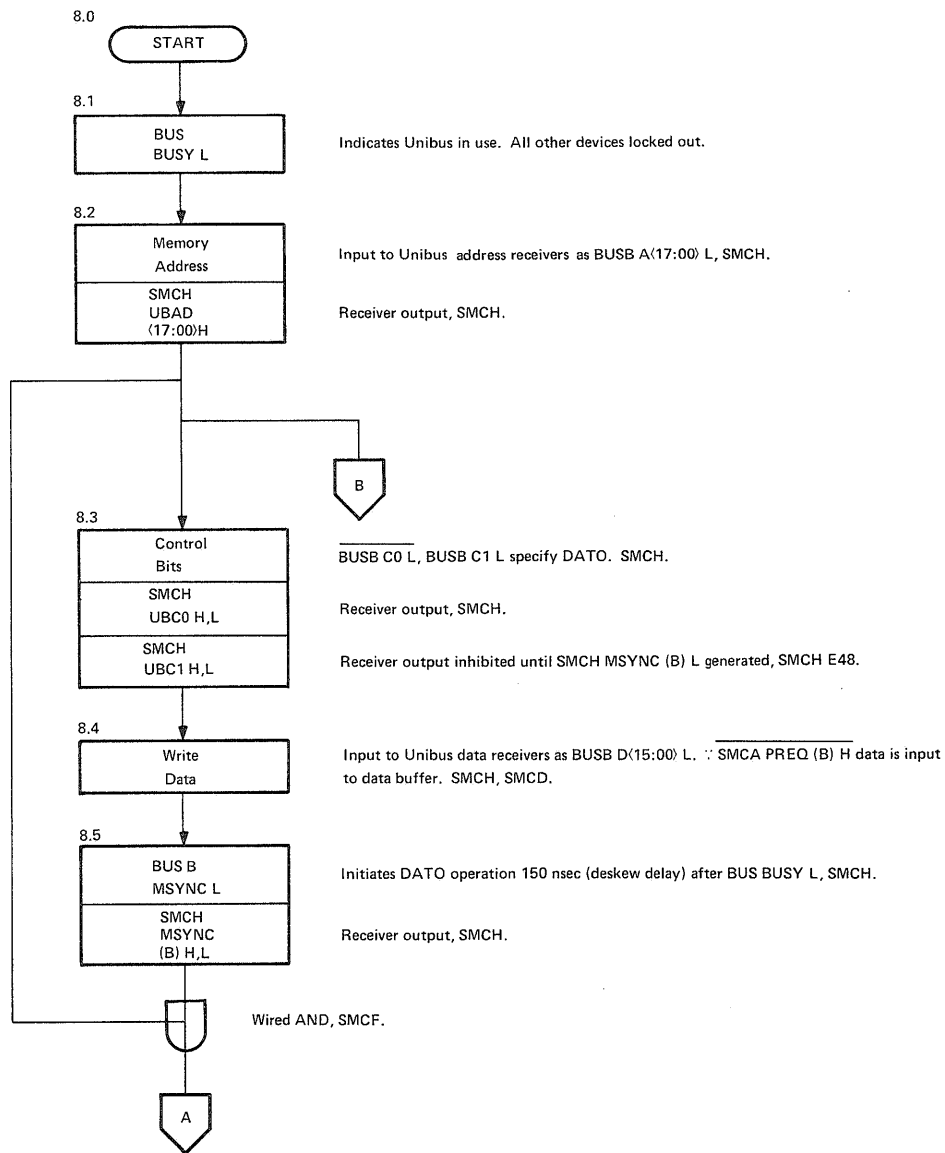 8.0
START
8.1
BUS
BUSY L
Indicates Unibus in use. All other devices locked out.
8.2
Memory
Address
Input to Unibus address receivers as BUSB A⟨17:00⟩ L, SMCH.
SMCH
UBAD
⟨17:00⟩H
Receiver output, SMCH.
B
8.3
Control
Bits
BUSB C0 L, BUSB C1 L specify DATO. SMCH.
SMCH
UBC0 H,L
Receiver output, SMCH.
SMCH
UBC1 H,L
Receiver output inhibited until SMCH MSYNC (B) L generated, SMCH E48.
8.4
Write
Data
Input to Unibus data receivers as BUSB D⟨15:00⟩ L. ∵ SMCA PREQ (B) H data is input
to data buffer. SMCH, SMCD.
8.5
BUS B
MSYNC L
Initiates DATO operation 150 nsec (deskew delay) after BUS BUSY L, SMCH.
SMCH
MSYNC
(B) H,L
Receiver output, SMCH.
Wired AND, SMCF.
A